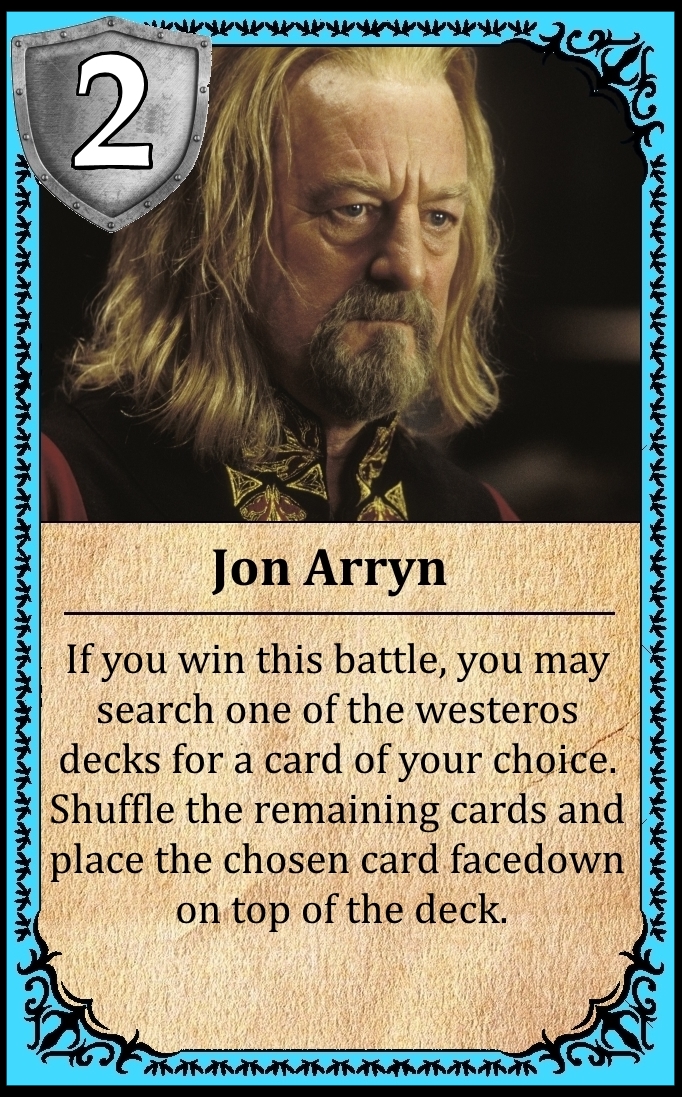 2
Jon Arryn
If you win this battle, you may
search one of the westeros
decks for a card of your choice.
Shuffle the remaining cards and
place the chosen card facedown
on top of the deck.